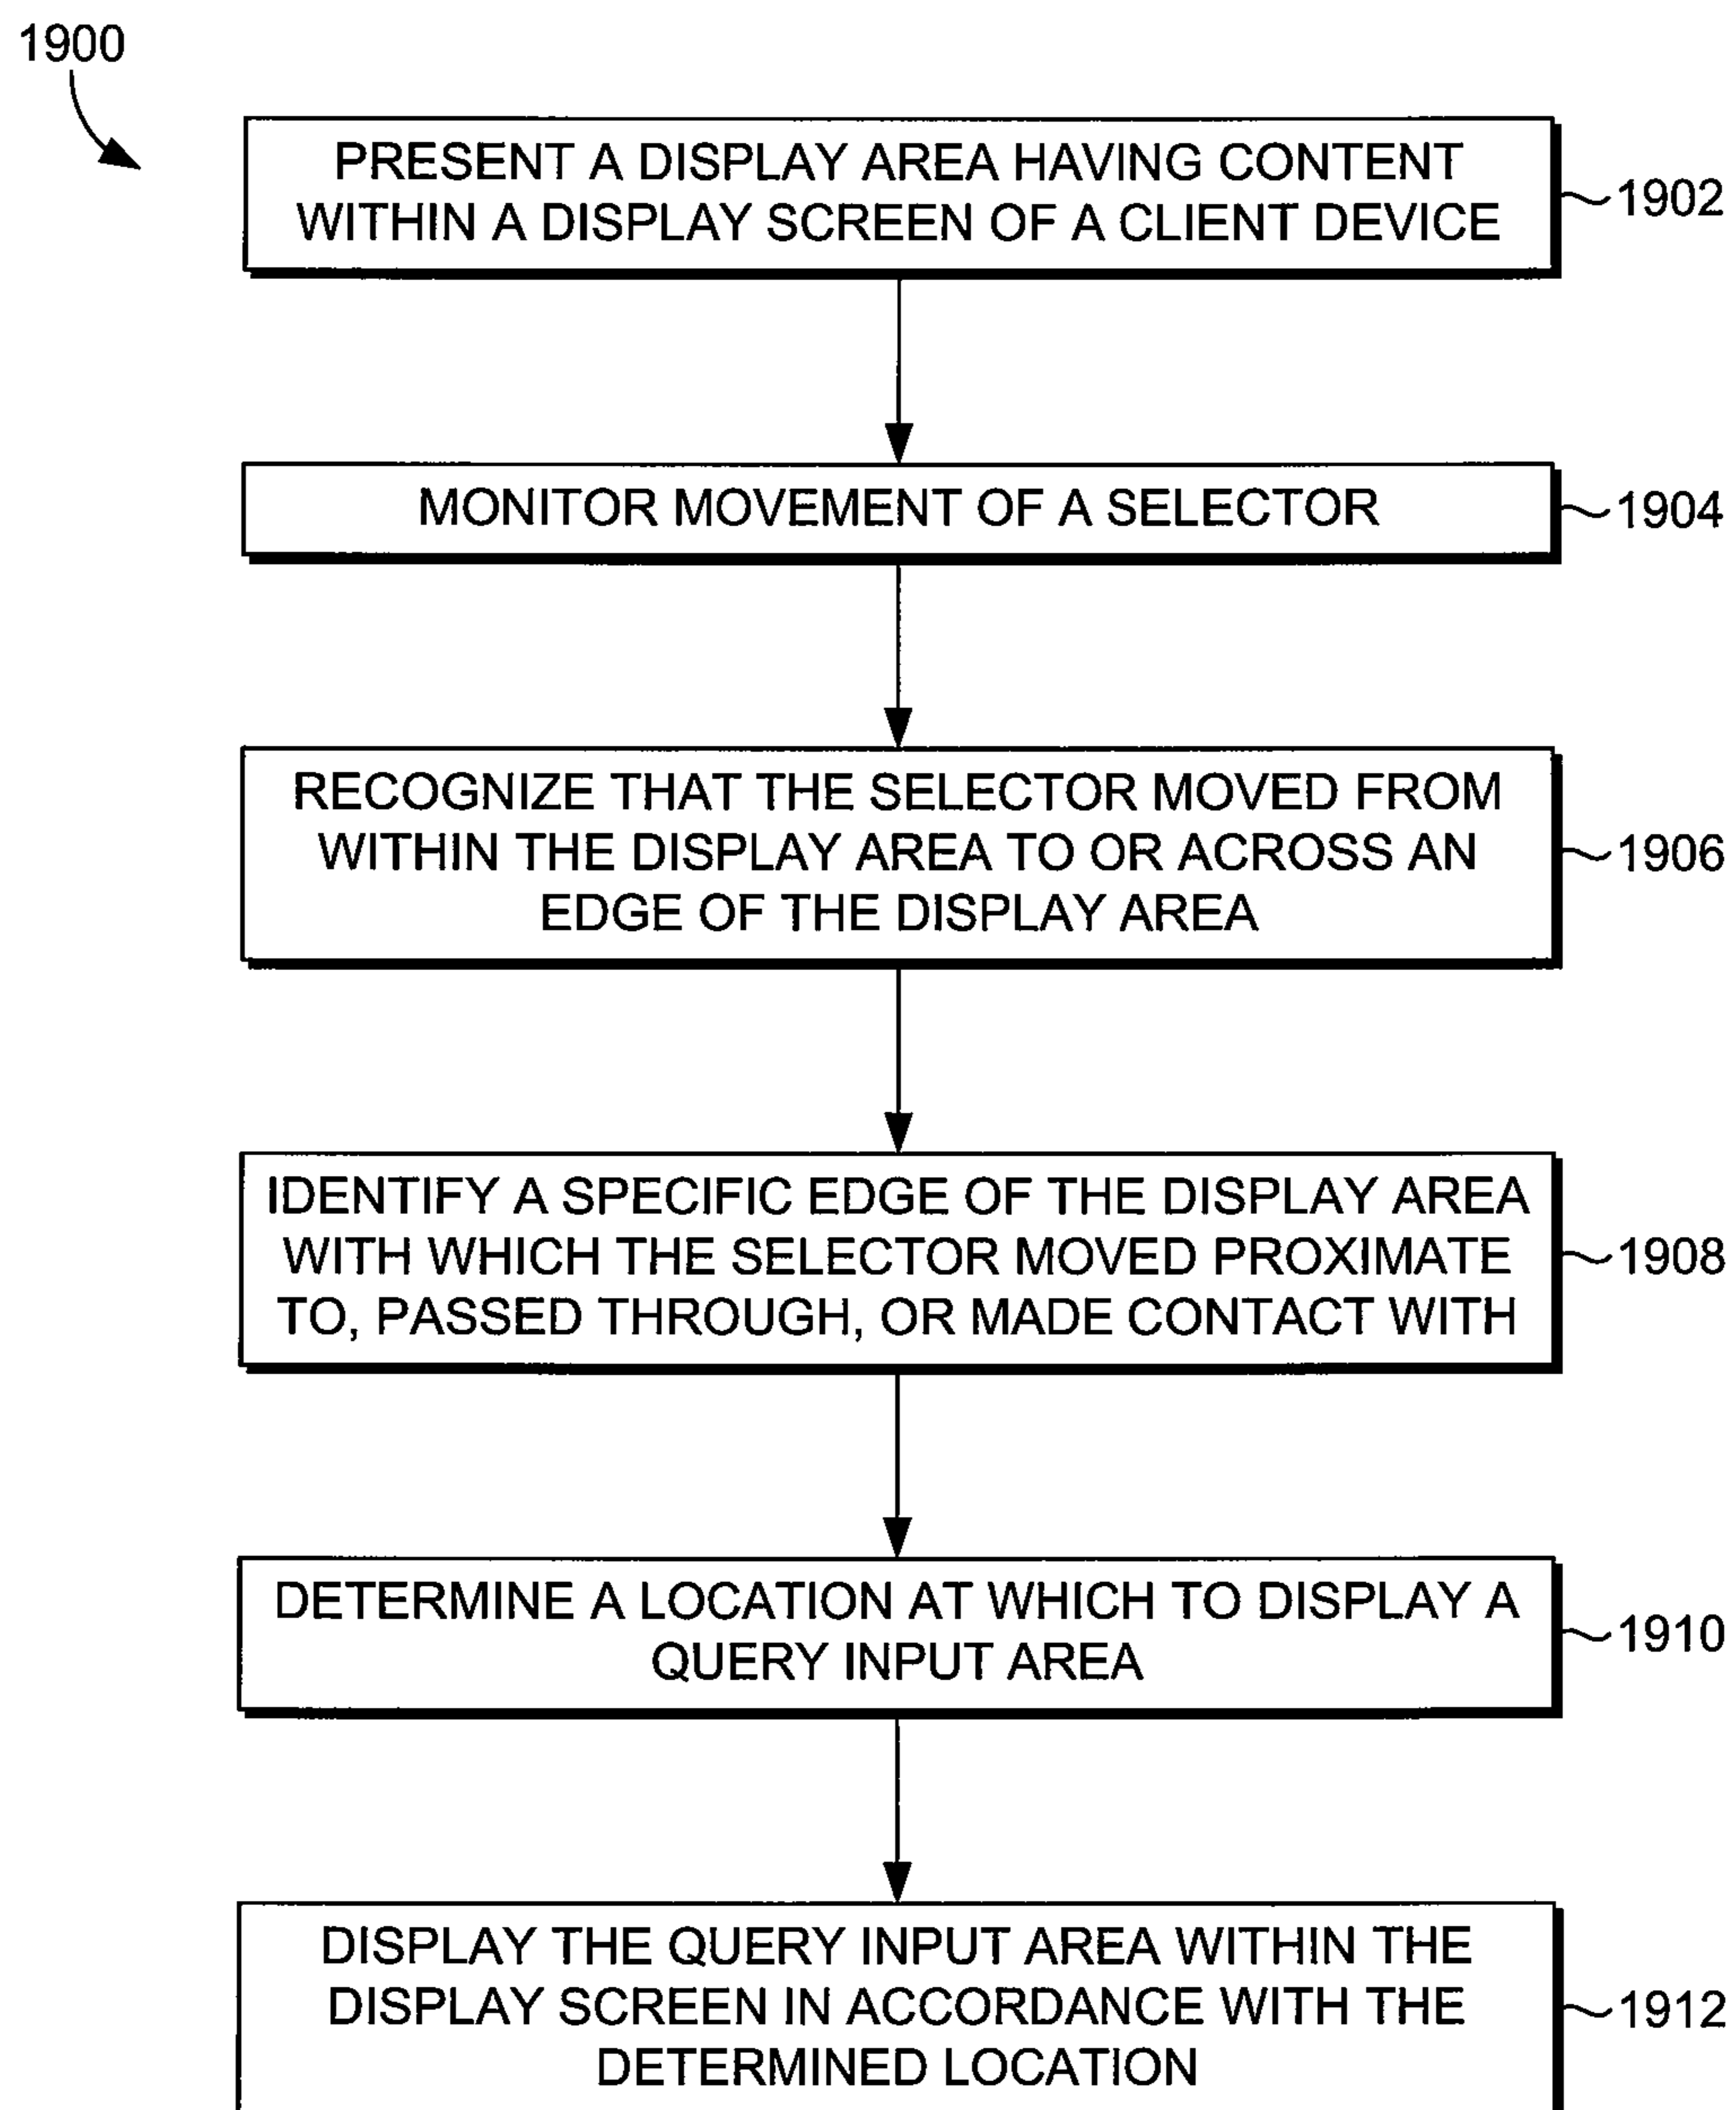 1900
PRESENT A DISPLAY AREA HAVING CONTENT
WITHIN A DISPLAY SCREEN OF A CLIENT DEVICE
1902
MONITOR MOVEMENT OF A SELECTOR
1904
RECOGNIZE THAT THE SELECTOR MOVED FROM
WITHIN THE DISPLAY AREA TO OR ACROSS AN
EDGE OF THE DISPLAY AREA
1906
IDENTIFY A SPECIFIC EDGE OF THE DISPLAY AREA
WITH WHICH THE SELECTOR MOVED PROXIMATE
TO, PASSED THROUGH, OR MADE CONTACT WITH
1908
DETERMINE A LOCATION AT WHICH TO DISPLAY A
QUERY INPUT AREA
1910
DISPLAY THE QUERY INPUT AREA WITHIN THE
DISPLAY SCREEN IN ACCORDANCE WITH THE
DETERMINED LOCATION
1912